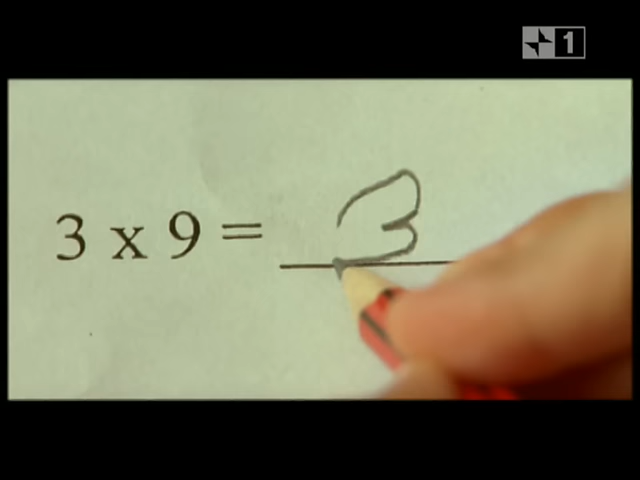 1
3 x 9 = 3